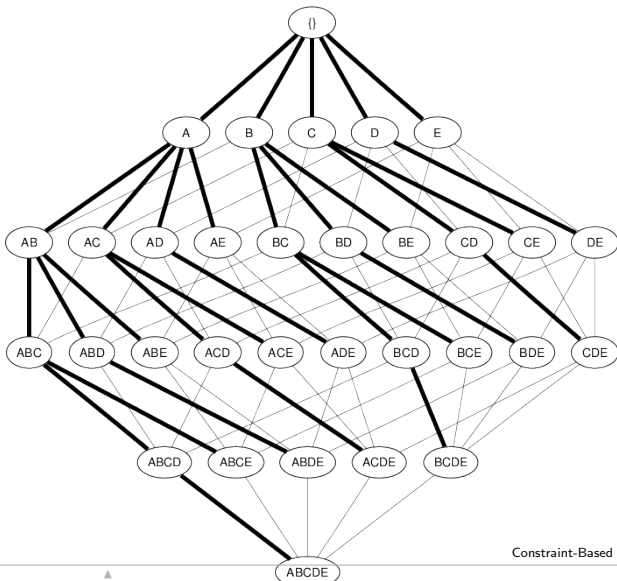 {}
A B C D E
AB AC AD AE BC BD BE CD CE DE
ABC ABD ABE ACD ACE ADE BCD BCE BDE CDE
ABCD ABCE ABDE ACDE BCDE
Constraint-Based
ABCDE